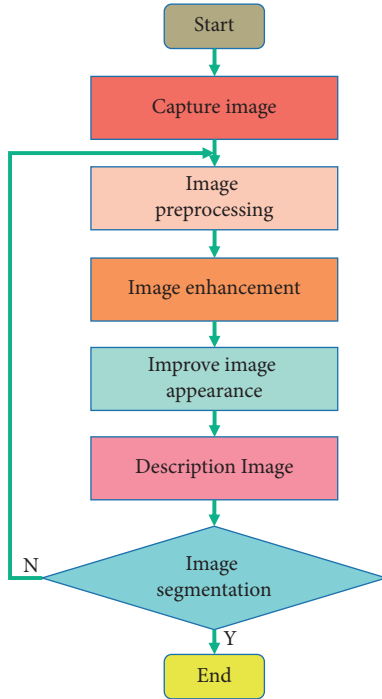 Start
Capture image
Image
preprocessing
Image enhancement
Improve image
appearance
Description Image
Image
segmentation
N
Y
End